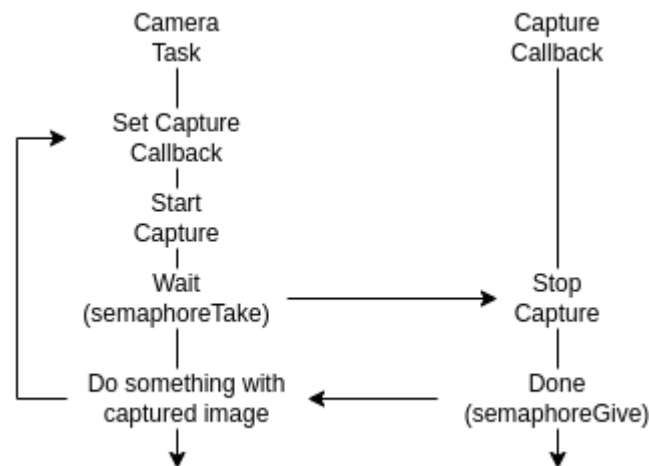 Camera
Task
Capture
Callback
Set Capture
Callback
Start
Capture
Wait
(semaphoreTake)
Stop
Capture
Do something with
captured image
Done
(semaphoreGive)